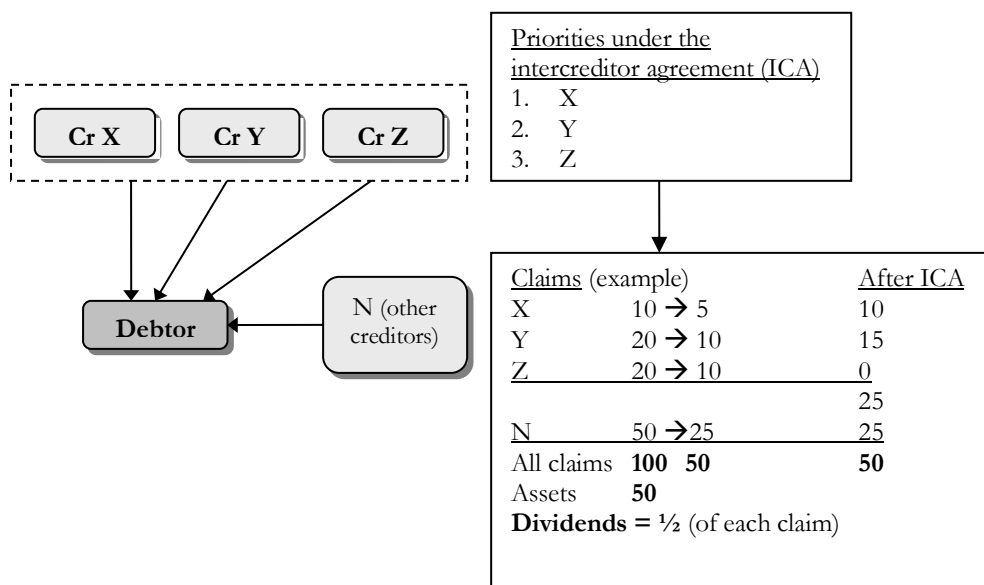 Cr X
Cr Y
Cr Z
Debtor
N (other
creditors)
Priorities under the
intercreditor agreement (ICA)
1. X
2. Y
3. Z
Claims (example) After ICA
X 10 → 5 10
Y 20 → 10 15
Z 20 → 10 0
25
N 50 →25 25
All claims 100 50 50
Assets 50
Dividends = ½ (of each claim)